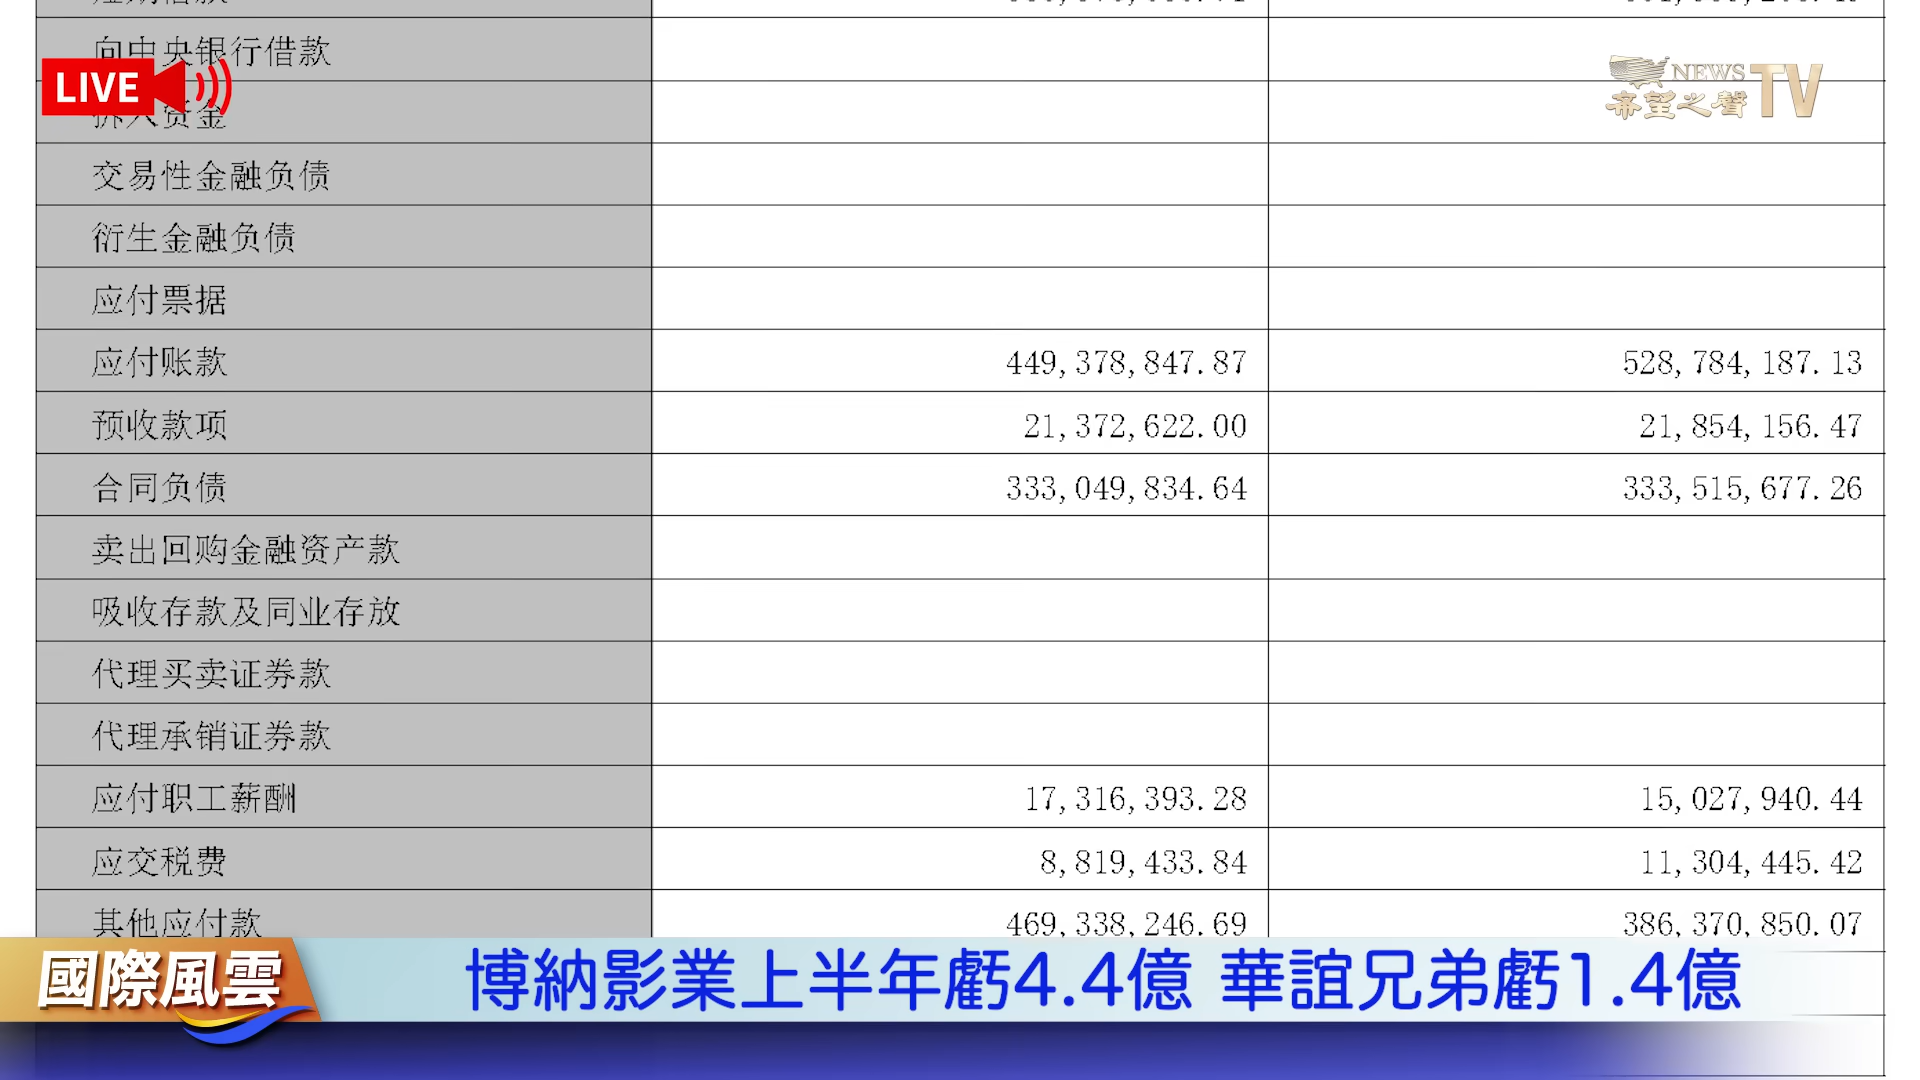 向中央银行借款
LIVE
拆入资金
NEWS
希望之聲TV
交易性金融负债
衍生金融负债
应付票据
应付账款 449,378,847.87 528,784,187.13
预收款项 21,372,622.00 21,854,156.47
合同负债 333,049,834.64 333,515,677.26
卖出回购金融资产款
吸收存款及同业存放
代理买卖证券款
代理承销证券款
应付职工薪酬 17,316,393.28 15,027,940.44
应交税费 8,819,433.84 11,304,445.42
其他应付款 469,338,246.69 386,370,850.07
國際風雲
博納影業上半年虧4.4億 華誼兄弟虧1.4億